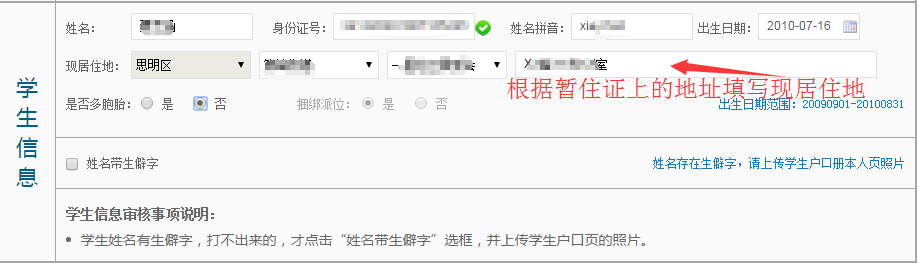 学生信息
姓名： 身份证号： 姓名拼音： xi 出生日期： 2010-07-16
现居住地： 思明区 室
根据暂住证上的地址填写现居住地
是否多胞胎： 是 否 捆绑派位： 是 否 出生日期范围：20090901-20100831
姓名带生僻字 姓名存在生僻字，请上传学生户口册本人页照片
学生信息审核事项说明：
• 学生姓名有生僻字，打不出来的，才点击“姓名带生僻字”选框，并上传学生户口页的照片。